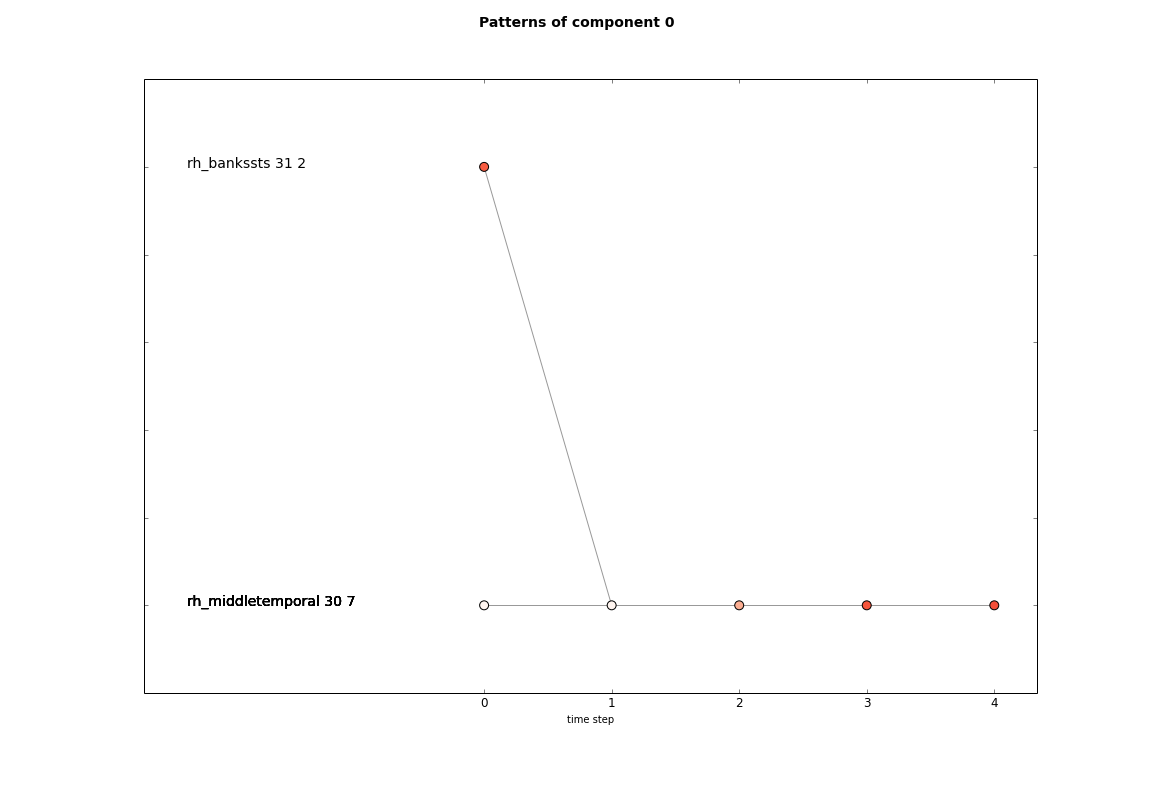 Patterns of component 0
rh_bankssts 31 2
rh_middletemporal 30 7
0 1 2 3 4
time step